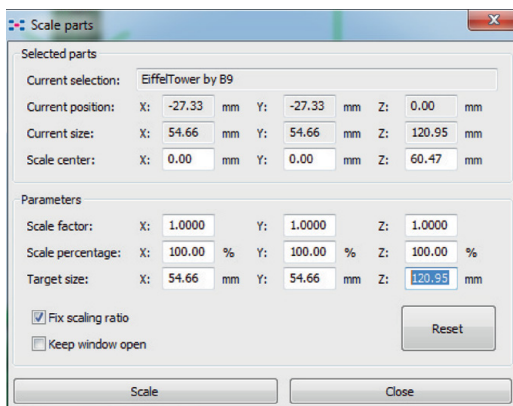 Scale parts
Selected parts
Current selection: EiffelTower by B9
Current position: X: -27.33 mm Y: -27.33 mm Z: 0.00 mm
Current size: X: 54.66 mm Y: 54.66 mm Z: 120.95 mm
Scale center: X: 0.00 mm Y: 0.00 mm Z: 60.47 mm
Parameters
Scale factor: X: 1.0000 Y: 1.0000 Z: 1.0000
Scale percentage: X: 100.00 % Y: 100.00 % Z: 100.00 %
Target size: X: 54.66 mm Y: 54.66 mm Z: 120.95 mm
Fix scaling ratio
Keep window open
Reset
Scale Close